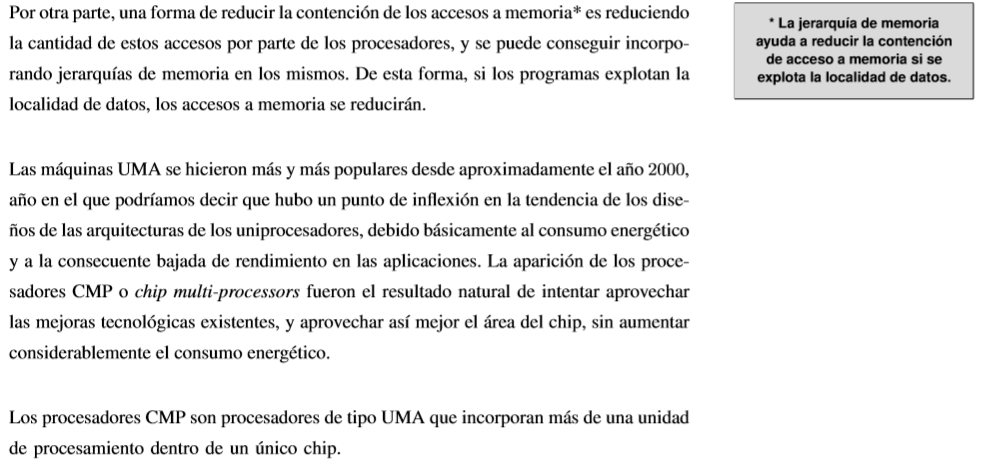 Por otra parte, una forma de reducir la contención de los accesos a memoria* es reduciendo
la cantidad de estos accesos por parte de los procesadores, y se puede conseguir incorpo-
rando jerarquías de memoria en los mismos. De esta forma, si los programas explotan la
localidad de datos, los accesos a memoria se reducirán.
* La jerarquía de memoria
ayuda a reducir la contención
de acceso a memoria si se
explota la localidad de datos.
Las máquinas UMA se hicieron más y más populares desde aproximadamente el año 2000,
año en el que podríamos decir que hubo un punto de inflexión en la tendencia de los dise-
ños de las arquitecturas de los uniprocesadores, debido básicamente al consumo energético
y a la consecuente bajada de rendimiento en las aplicaciones. La aparición de los proce-
sadores CMP o chip multi-processors fueron el resultado natural de intentar aprovechar
las mejoras tecnológicas existentes, y aprovechar así mejor el área del chip, sin aumentar
considerablemente el consumo energético.
Los procesadores CMP son procesadores de tipo UMA que incorporan más de una unidad
de procesamiento dentro de un único chip.